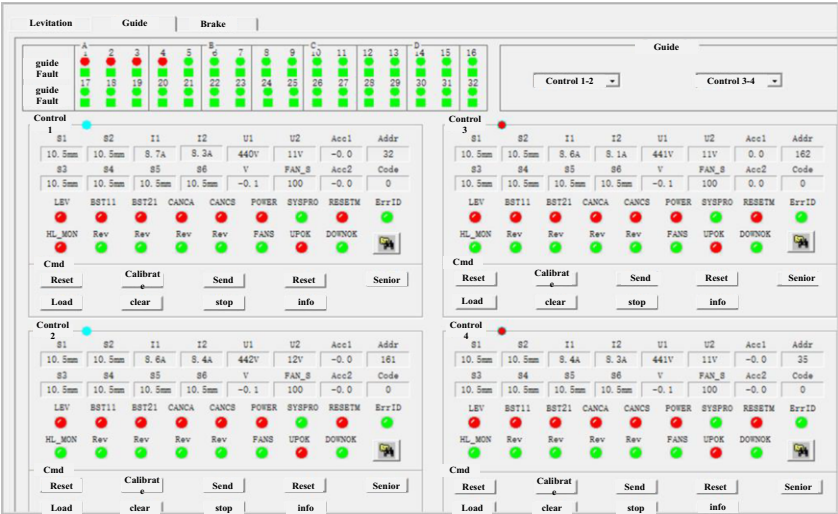 Levitation Guide Brake
A B C D
1 2 3 4 5 6 7 8 9 10 11 12 13 14 15 16
guide
Fault
17 18 19 20 21 22 23 24 25 26 27 28 29 30 31 32
guide
Fault
Guide
Control 1-2 Control 3-4
Control
1
S1 S2 I1 I2 U1 U2 Acc1 Addr
10.5mm 10.5mm 8.7A 8.3A 440V 11V -0.0 32
S3 S4 S5 S6 V FAN_S Acc2 Code
10.5mm 10.5mm 10.5mm 10.5mm -0.1 100 -0.0 0
LEV BST11 BST21 CANCA CANCS POWER SYSPRO RESETM ErrID
HL_MON Rev Rev Rev Rev FANS UPOK DOWNOK
Cmd
Reset Calibrat
e Send Reset Senior
Load clear stop info
Control
3
S1 S2 I1 I2 U1 U2 Acc1 Addr
10.5mm 10.5mm 8.6A 8.1A 441V 11V 0.0 162
S3 S4 S5 S6 V FAN_S Acc2 Code
10.5mm 10.5mm 10.5mm 10.5mm -0.1 100 -0.0 0
LEV BST11 BST21 CANCA CANCS POWER SYSPRO RESETM ErrID
HL_MON Rev Rev Rev Rev FANS UPOK DOWNOK
Cmd
Reset Calibrat
e Send Reset Senior
Load clear stop info
Control
2
S1 S2 I1 I2 U1 U2 Acc1 Addr
10.5mm 10.5mm 8.6A 8.4A 442V 12V -0.0 161
S3 S4 S5 S6 V FAN_S Acc2 Code
10.5mm 10.5mm 10.5mm 10.5mm -0.1 100 -0.0 0
LEV BST11 BST21 CANCA CANCS POWER SYSPRO RESETM ErrID
HL_MON Rev Rev Rev Rev FANS UPOK DOWNOK
Cmd
Reset Calibrat
e Send Reset Senior
Load clear stop info
Control
4
S1 S2 I1 I2 U1 U2 Acc1 Addr
10.5mm 10.5mm 8.4A 8.3A 441V 11V -0.0 35
S3 S4 S5 S6 V FAN_S Acc2 Code
10.5mm 10.5mm 10.5mm 10.5mm -0.1 100 -0.0 0
LEV BST11 BST21 CANCA CANCS POWER SYSPRO RESETM ErrID
HL_MON Rev Rev Rev Rev FANS UPOK DOWNOK
Cmd
Reset Calibrat
e Send Reset Senior
Load clear stop info